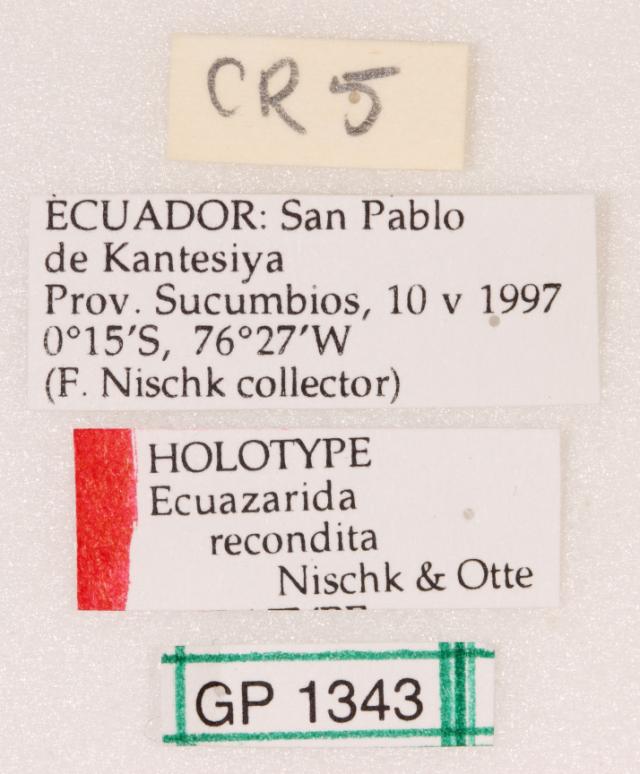 CR 5
ECUADOR: San Pablo
de Kantesiya
Prov. Sucumbios, 10 v 1997
0°15'S, 76°27'W
(F. Nischk collector)
HOLOTYPE
Ecuazarida
recondita
Nischk & Otte
GP 1343